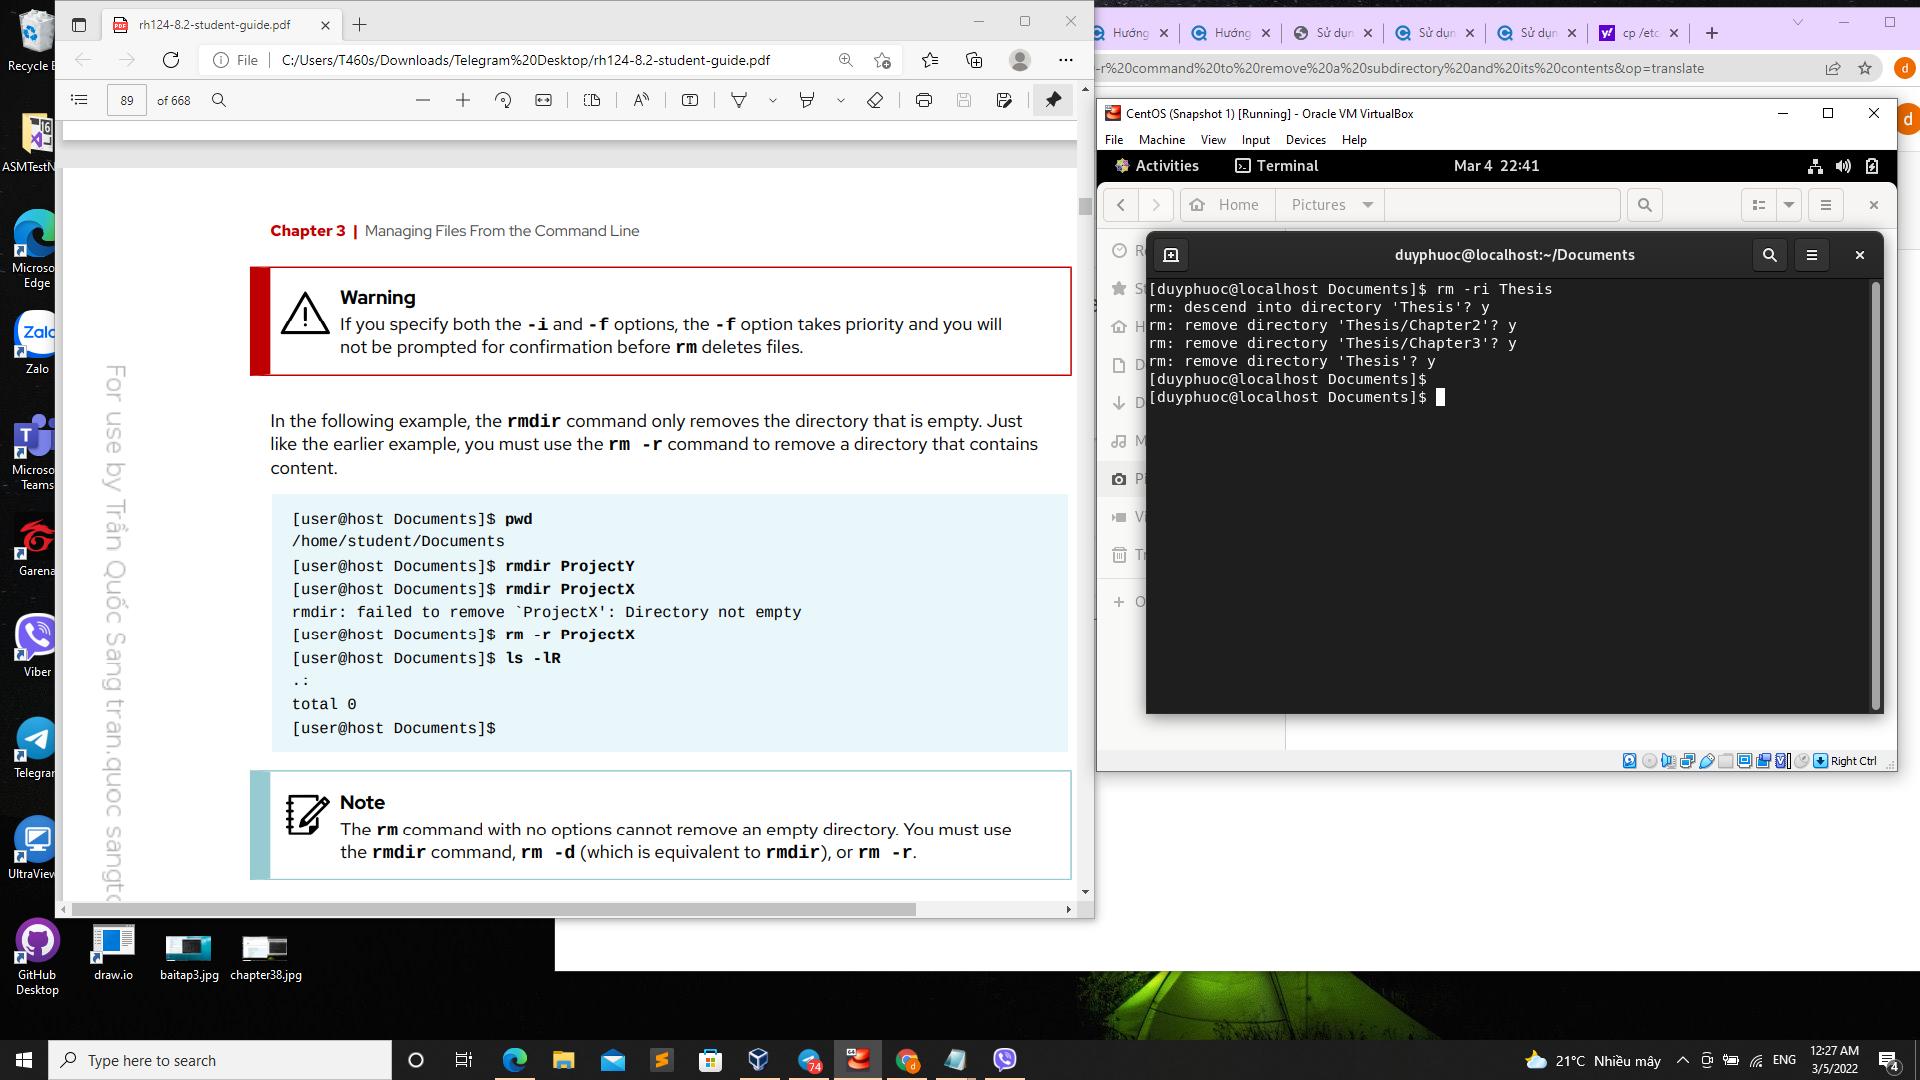 Recycle B
rh124-8.2-student-guide.pdf
File C:/Users/T460s/Downloads/Telegram%20Desktop/rh124-8.2-student-guide.pdf
89 of 668
Chapter 3 | Managing Files From the Command Line
Warning
If you specify both the -i and -f options, the -f option takes priority and you will
not be prompted for confirmation before rm deletes files.
In the following example, the rmdir command only removes the directory that is empty. Just
like the earlier example, you must use the rm -r command to remove a directory that contains
content.
[user@host Documents]$ pwd
/home/student/Documents
[user@host Documents]$ rmdir ProjectY
[user@host Documents]$ rmdir ProjectX
rmdir: failed to remove `ProjectX': Directory not empty
[user@host Documents]$ rm -r ProjectX
[user@host Documents]$ ls -lR
.:
total 0
[user@host Documents]$
Note
The rm command with no options cannot remove an empty directory. You must use
the rmdir command, rm -d (which is equivalent to rmdir), or rm -r.
For use by Trần Quốc Sang tran.quoc sangtc
ASMTestN
Microso
Edge
Zalo
Zalo
Microso
Teams
Garena
Viber
Telegram
UltraView
GitHub
Desktop
draw.io
baitap3.jpg
chapter38.jpg
Hướng
Hướng
Sử dụn
Sử dụn
Sử dụn
cp /etc
-r%20command%20to%20remove%20a%20subdirectory%20and%20its%20contents&op=translate
d
d
CentOS (Snapshot 1) [Running] - Oracle VM VirtualBox
File Machine View Input Devices Help
Activities Terminal Mar 4 22:41
Home Pictures
duyphuoc@localhost:~/Documents
[duyphuoc@localhost Documents]$ rm -ri Thesis
rm: descend into directory 'Thesis'? y
rm: remove directory 'Thesis/Chapter2'? y
rm: remove directory 'Thesis/Chapter3'? y
rm: remove directory 'Thesis'? y
[duyphuoc@localhost Documents]$
[duyphuoc@localhost Documents]$
Right Ctrl
Type here to search
74
21°C Nhiều mây
ENG
12:27 AM
3/5/2022
4